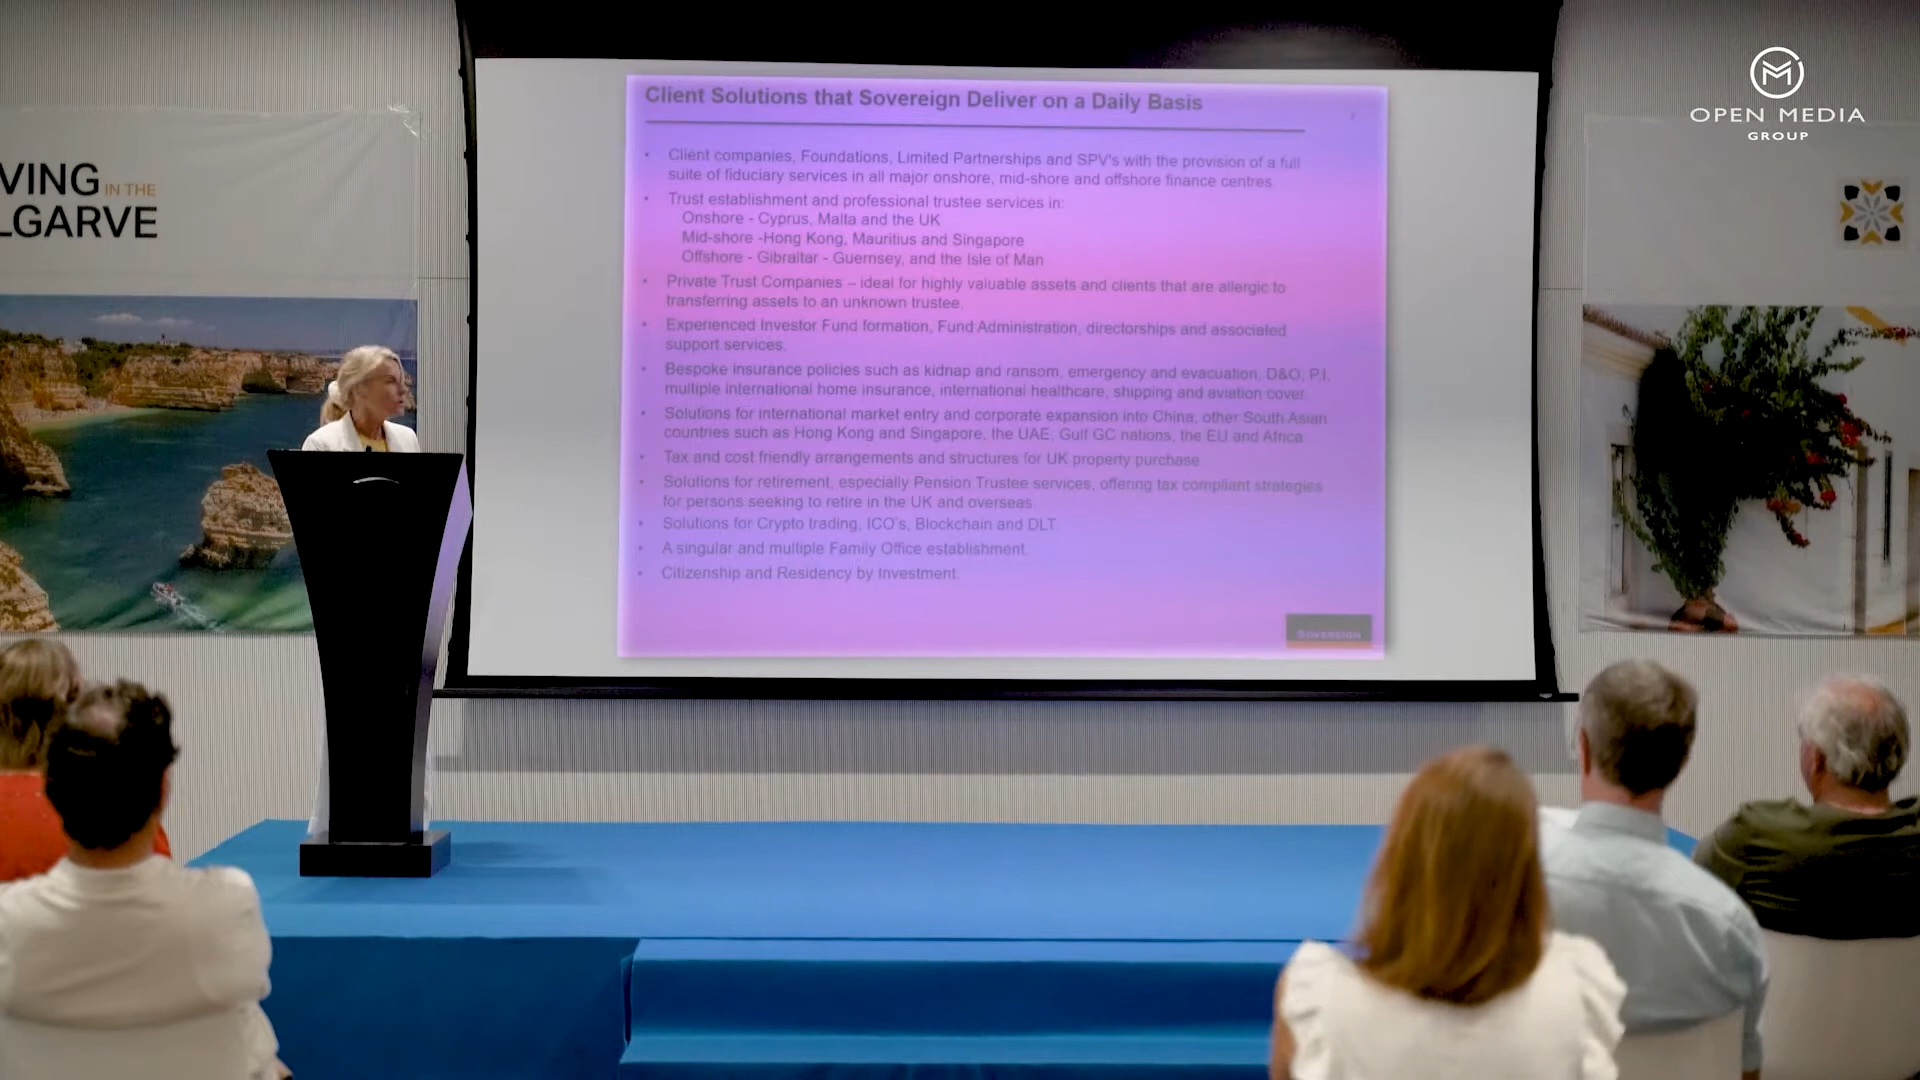 OPEN MEDIA
GROUP
VING IN THE
LGARVE
Client Solutions that Sovereign Deliver on a Daily Basis
• Client companies, Foundations, Limited Partnerships and SPV's with the provision of a full
suite of fiduciary services in all major onshore, mid-shore and offshore finance centres.
• Trust establishment and professional trustee services in:
Onshore - Cyprus, Malta and the UK
Mid-shore -Hong Kong, Mauritius and Singapore
Offshore - Gibraltar - Guernsey, and the Isle of Man
• Private Trust Companies – ideal for highly valuable assets and clients that are allergic to
transferring assets to an unknown trustee.
• Experienced Investor Fund formation, Fund Administration, directorships and associated
support services.
• Bespoke insurance policies such as kidnap and ransom, emergency and evacuation, D&O, P.I.
multiple international home insurance, international healthcare, shipping and aviation cover.
• Solutions for international market entry and corporate expansion into China, other South Asian
countries such as Hong Kong and Singapore, the UAE, Gulf GC nations, the EU and Africa.
• Tax and cost friendly arrangements and structures for UK property purchase
• Solutions for retirement, especially Pension Trustee services, offering tax compliant strategies
for persons seeking to retire in the UK and overseas.
• Solutions for Crypto trading, ICO's, Blockchain and DLT.
• A singular and multiple Family Office establishment.
• Citizenship and Residency by Investment.
SOVEREIGN